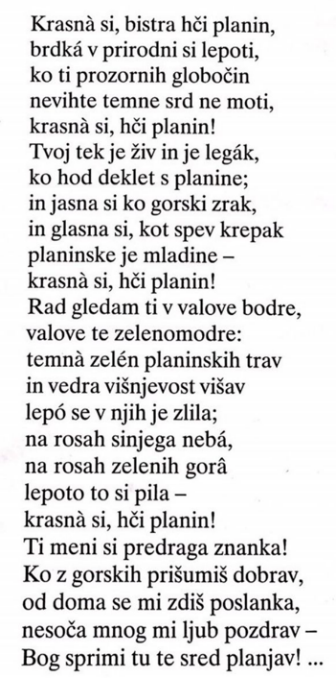 Krasnà si, bistra hči planin,
brdká v prirodni si lepoti,
ko ti prozornih globočin
nevihte temne srd ne moti,
krasnà si, hči planin!
Tvoj tek je živ in je legák,
ko hod deklet s planine;
in jasna si ko gorski zrak,
in glasna si, kot spev krepak
planinske je mladine –
krasnà si, hči planin!
Rad gledam ti v valove bodre,
valove te zelenomodre:
temnà zelén planinskih trav
in vedra višnjevost višav
lepó se v njih je zlila;
na rosah sinjega nebá,
na rosah zelenih gorâ
lepoto to si pila –
krasnà si, hči planin!
Ti meni si predraga znanka!
Ko z gorskih prišumiš dobrav,
od doma se mi zdiš poslanka,
nesoča mnog mi ljub pozdrav –
Bog sprimi tu te sred planjav! ...